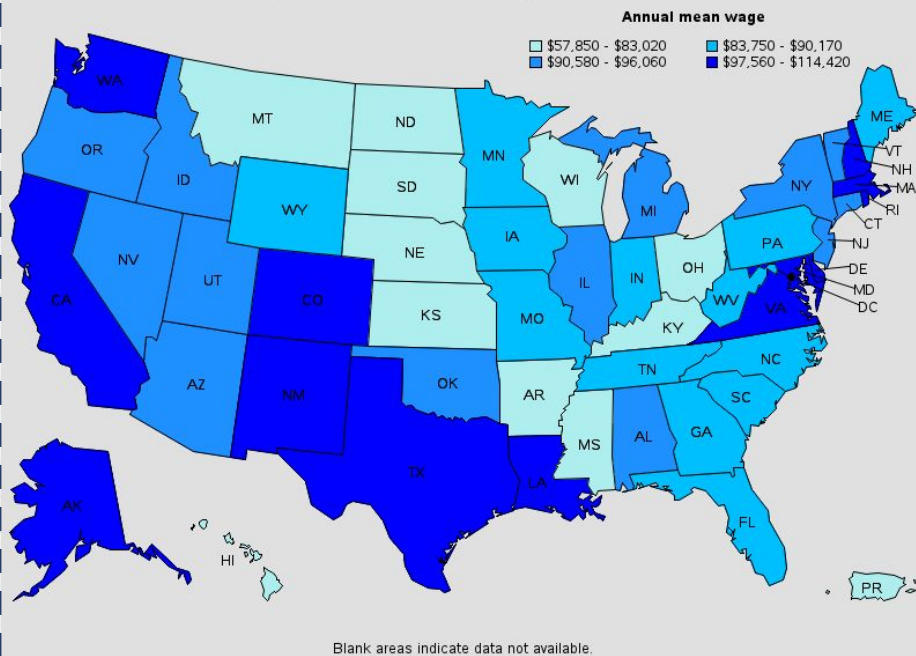 Annual mean wage
$57,850 - $83,020 $83,750 - $90,170
$90,580 - $96,060 $97,560 - $114,420
WA
MT
ND
MN
ME
OR
ID
SD
WI
VT
NH
MA
WY
MI
NY
RI
CT
NV
UT
NE
IA
PA
NJ
CA
CO
KS
IL
IN
OH
DE
MD
DC
MO
WV
VA
KY
AZ
NM
OK
AR
TN
NC
SC
MS
AL
GA
TX
LA
FL
AK
HI
PR
Blank areas indicate data not available.